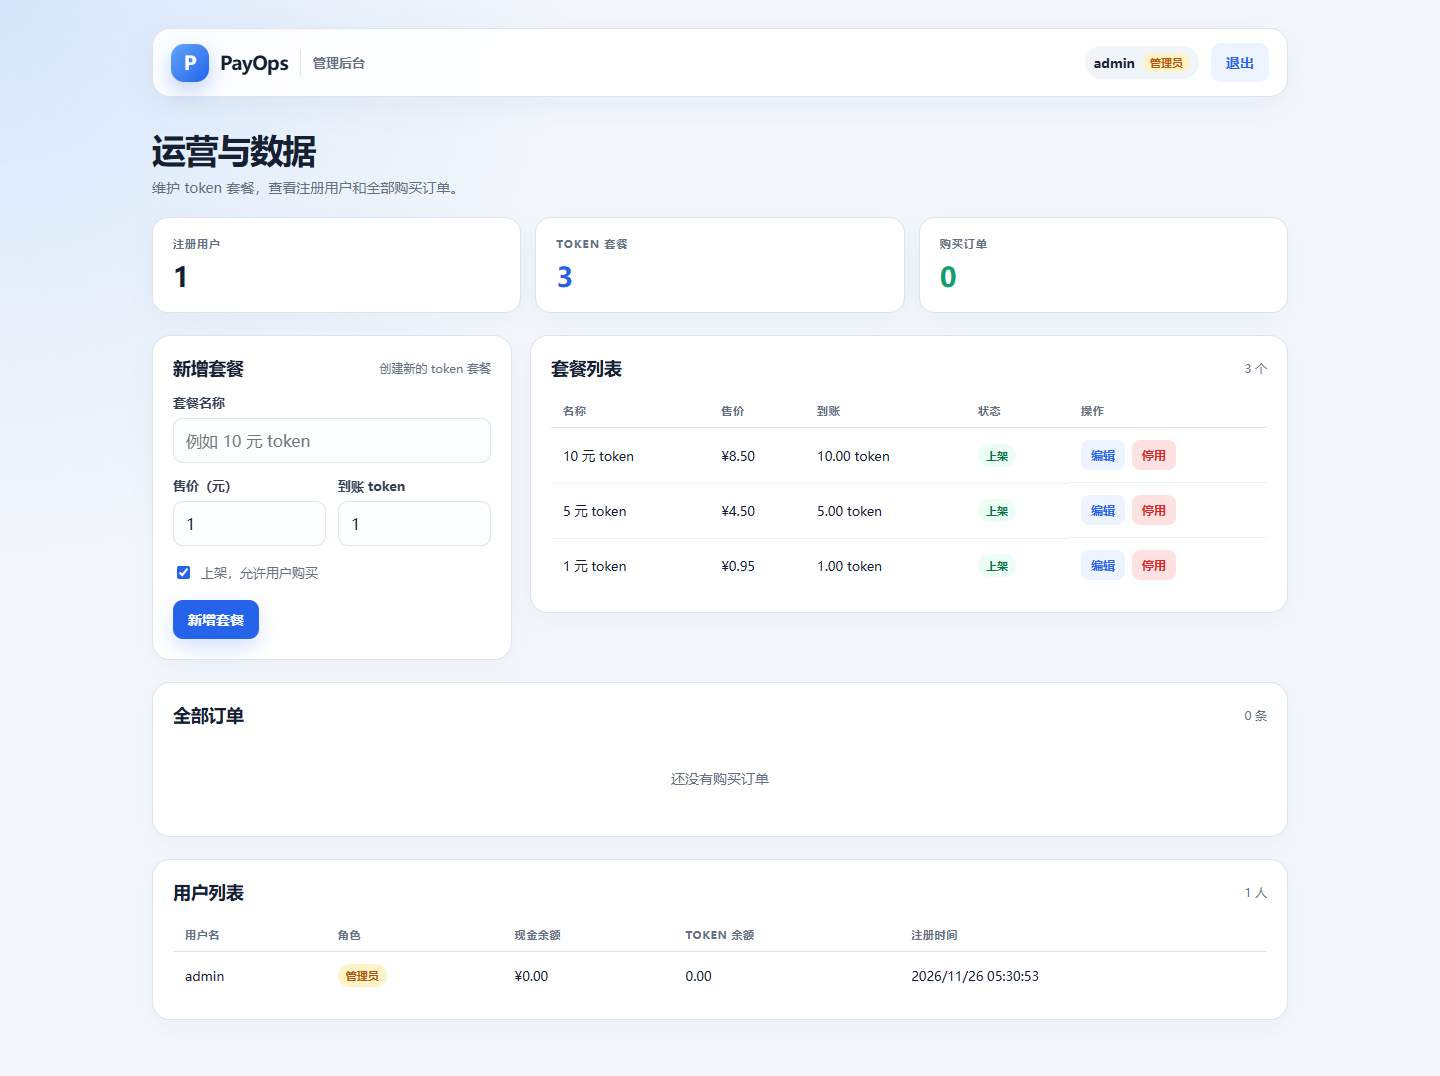 P PayOps 管理后台 admin 管理员 退出
运营与数据
维护 token 套餐，查看注册用户和全部购买订单。
注册用户
1
TOKEN 套餐
3
购买订单
0
新增套餐 创建新的 token 套餐
套餐名称
例如 10 元 token
售价（元） 到账 token
1 1
上架，允许用户购买
新增套餐
套餐列表 3 个
名称 售价 到账 状态 操作
10 元 token ¥8.50 10.00 token 上架 编辑 停用
5 元 token ¥4.50 5.00 token 上架 编辑 停用
1 元 token ¥0.95 1.00 token 上架 编辑 停用
全部订单 0 条
还没有购买订单
用户列表 1 人
用户名 角色 现金余额 TOKEN 余额 注册时间
admin 管理员 ¥0.00 0.00 2026/11/26 05:30:53